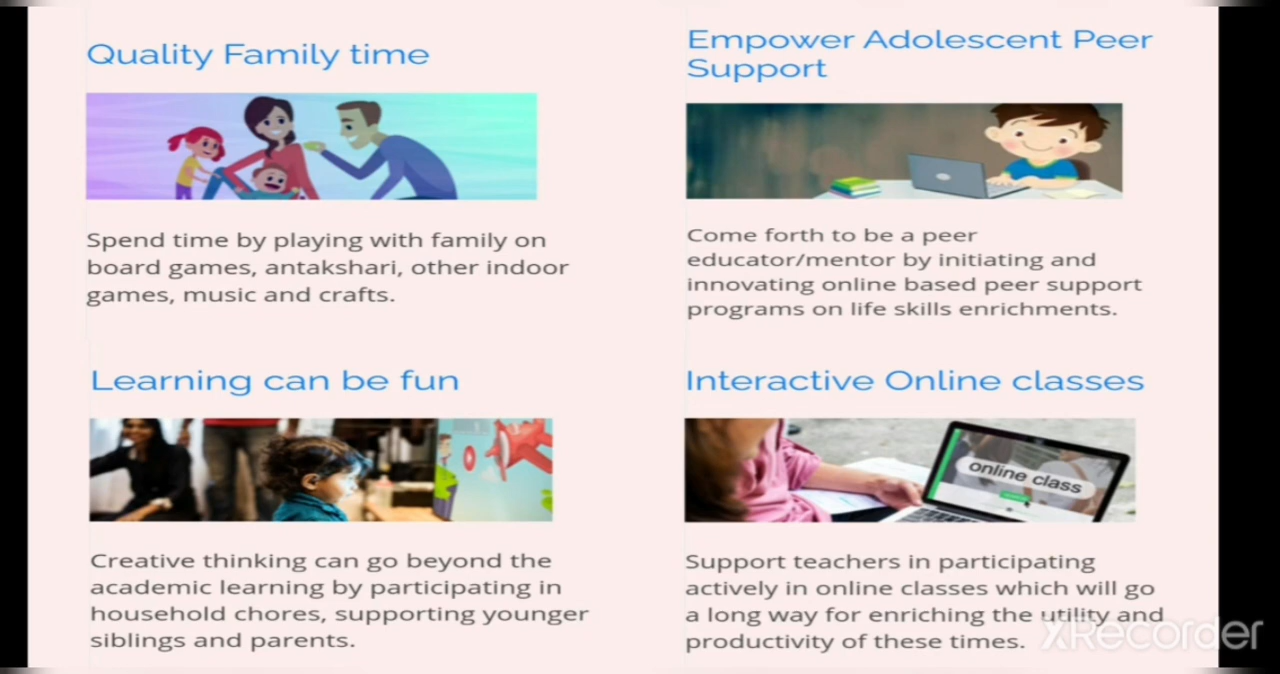 Quality Family time
Spend time by playing with family on
board games, antakshari, other indoor
games, music and crafts.
Empower Adolescent Peer
Support
Come forth to be a peer
educator/mentor by initiating and
innovating online based peer support
programs on life skills enrichments.
Learning can be fun
Creative thinking can go beyond the
academic learning by participating in
household chores, supporting younger
siblings and parents.
Interactive Online classes
online class
Support teachers in participating
actively in online classes which will go
a long way for enriching the utility and
productivity of these times.
XRecorder